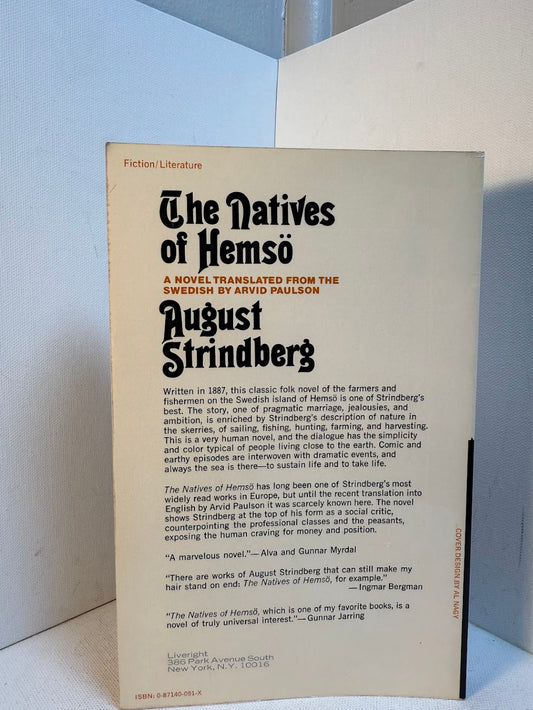 Fiction/Literature
The Natives
of Hemsö
A NOVEL TRANSLATED FROM THE
SWEDISH BY ARVID PAULSON
August
Strindberg
Written in 1887, this classic folk novel of the farmers and
fishermen on the Swedish island of Hemsö is one of Strindberg's
best. The story, one of pragmatic marriage, jealousies, and
ambition, is enriched by Strindberg's description of nature in
the skerries, of sailing, fishing, hunting, farming, and harvesting.
This is a very human novel, and the dialogue has the simplicity
and color typical of people living close to the earth. Comic and
earthy episodes are interwoven with dramatic events, and
always the sea is there—to sustain life and to take life.
The Natives of Hemsö has long been one of Strindberg's most
widely read works in Europe, but until the recent translation into
English by Arvid Paulson it was scarcely known here. The novel
shows Strindberg at the top of his form as a social critic,
counterpointing the professional classes and the peasants,
exposing the human craving for money and position.
"A marvelous novel."—Alva and Gunnar Myrdal
"There are works of August Strindberg that can still make my
hair stand on end: The Natives of Hemsö, for example."
—Ingmar Bergman
"The Natives of Hemsö, which is one of my favorite books, is a
novel of truly universal interest."—Gunnar Jarring
Liveright
386 Park Avenue South
New York, N.Y. 10016
ISBN: 0-87140-091-X
COVER DESIGN BY AL NAGY